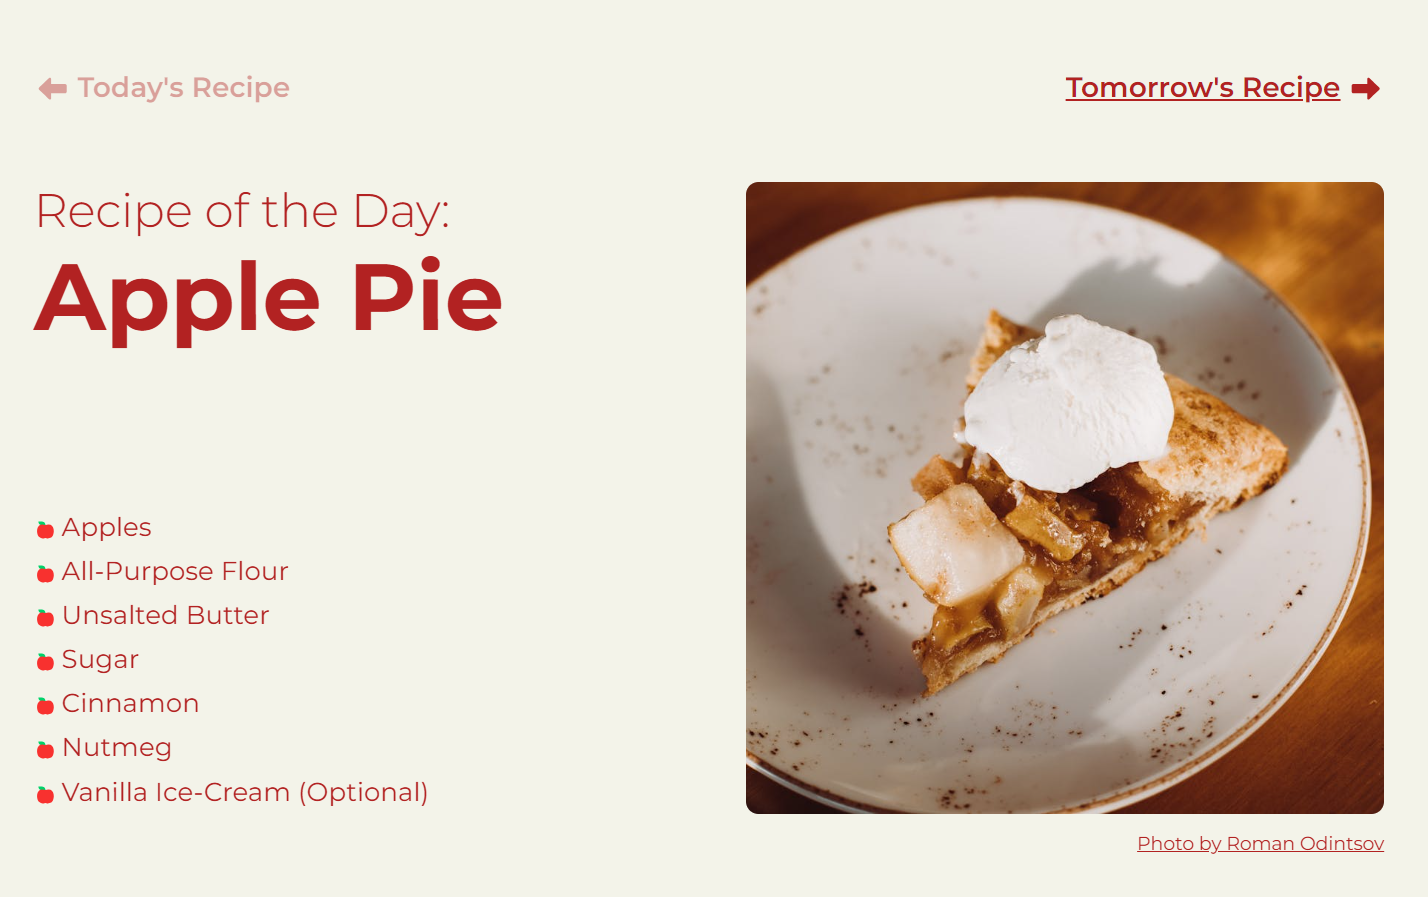 Today's Recipe
Tomorrow's Recipe
Recipe of the Day:
Apple Pie
Apples
All-Purpose Flour
Unsalted Butter
Sugar
Cinnamon
Nutmeg
Vanilla Ice-Cream (Optional)
Photo by Roman Odintsov